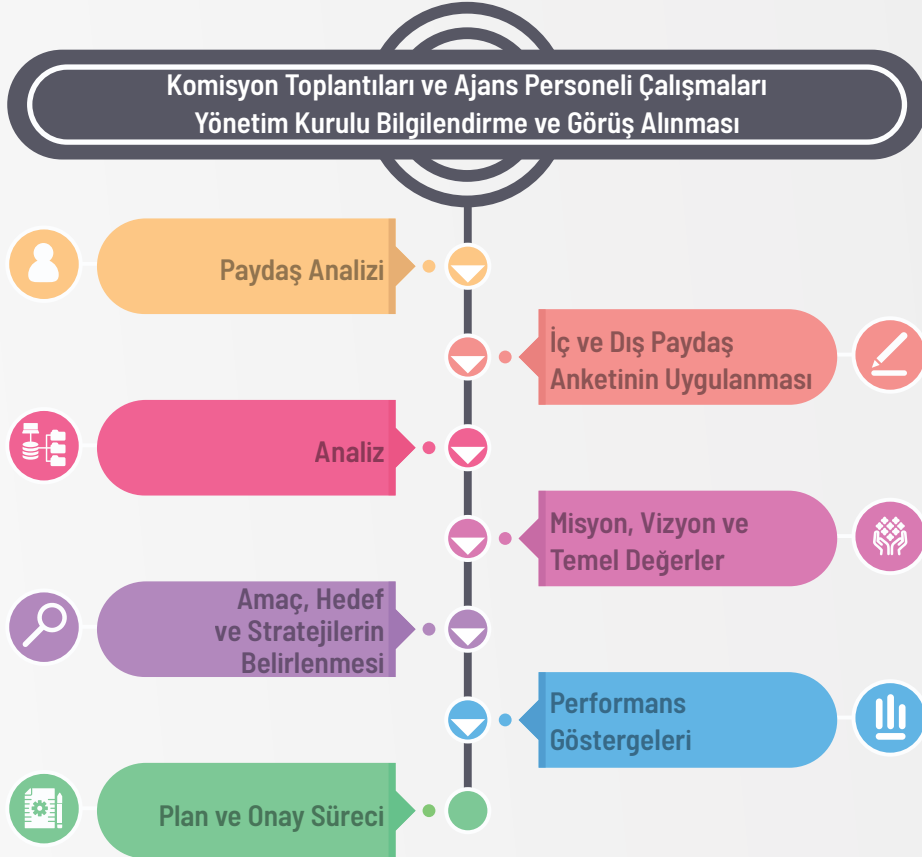 Komisyon Toplantıları ve Ajans Personeli Çalışmaları
Yönetim Kurulu Bilgilendirme ve Görüş Alınması
Paydaş Analizi
İç ve Dış Paydaş
Anketinin Uygulanması
Analiz
Misyon, Vizyon ve
Temel Değerler
Amaç, Hedef
ve Stratejilerin
Belirlenmesi
Performans
Göstergeleri
Plan ve Onay Süreci